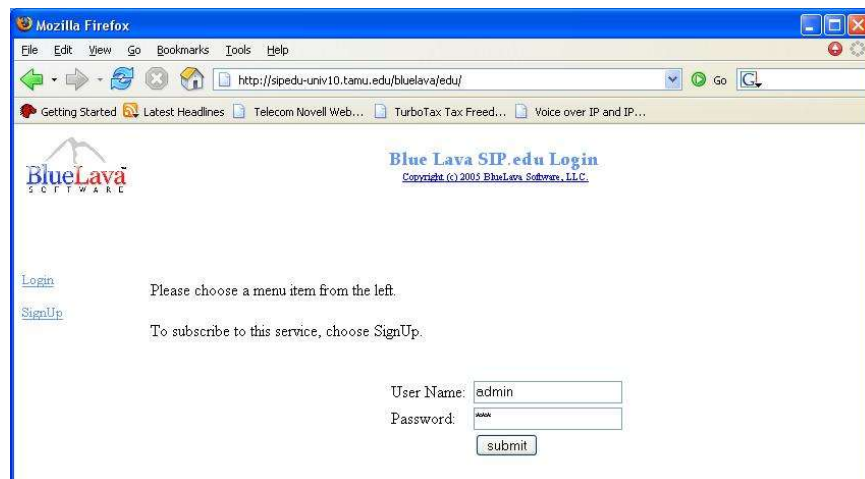 Mozilla Firefox
File Edit View Go Bookmarks Tools Help
http://sipedu-univ10.tamu.edu/bluelava/edu/ Go G
Getting Started Latest Headlines Telecom Novell Web... TurboTax Tax Freed... Voice over IP and IP...
BlueLava
SOFTWARE
Blue Lava SIP.edu Login
Copyright (c) 2005 BlueLava Software, LLC.
Login
Please choose a menu item from the left.
SignUp
To subscribe to this service, choose SignUp.
User Name: admin
Password: ***
submit